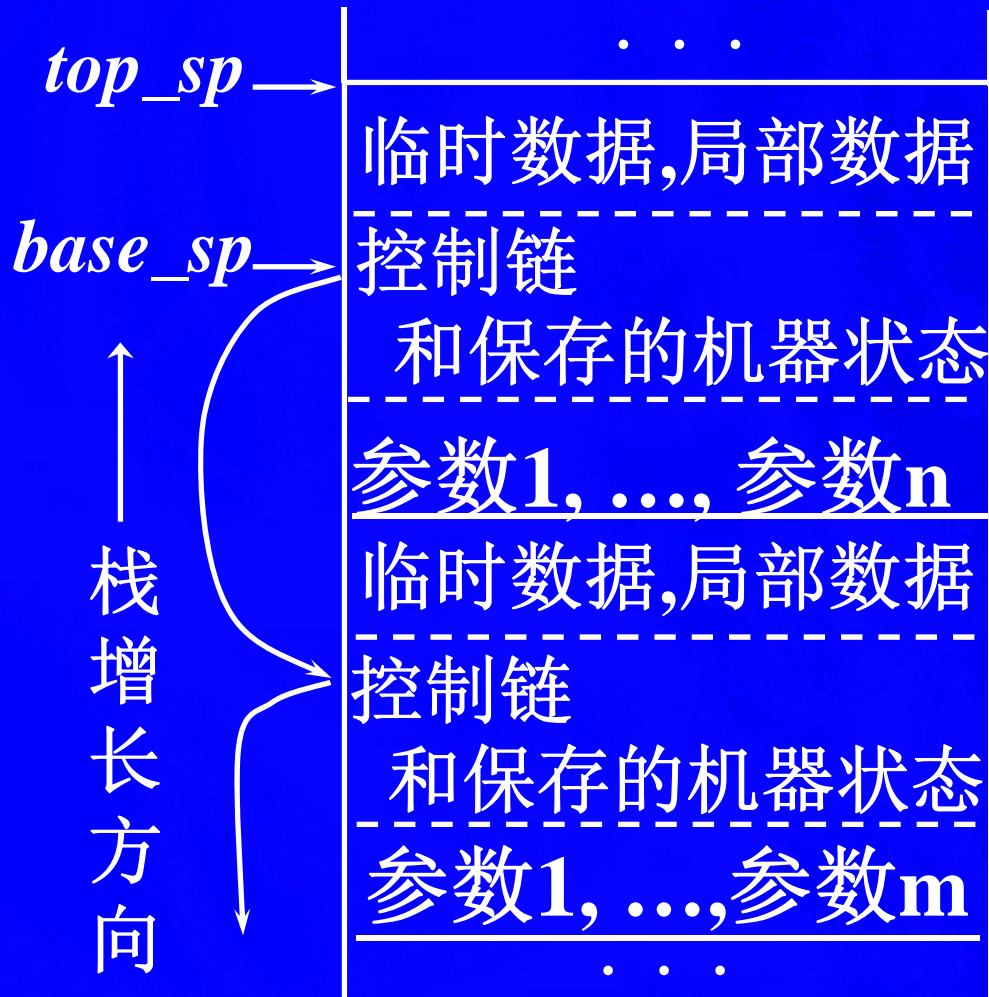 . . .
top_sp
临时数据,局部数据
base_sp
控制链
和保存的机器状态
参数1, …, 参数n
临时数据,局部数据
控制链
和保存的机器状态
参数1, …,参数m
. . .
栈
增
长
方
向